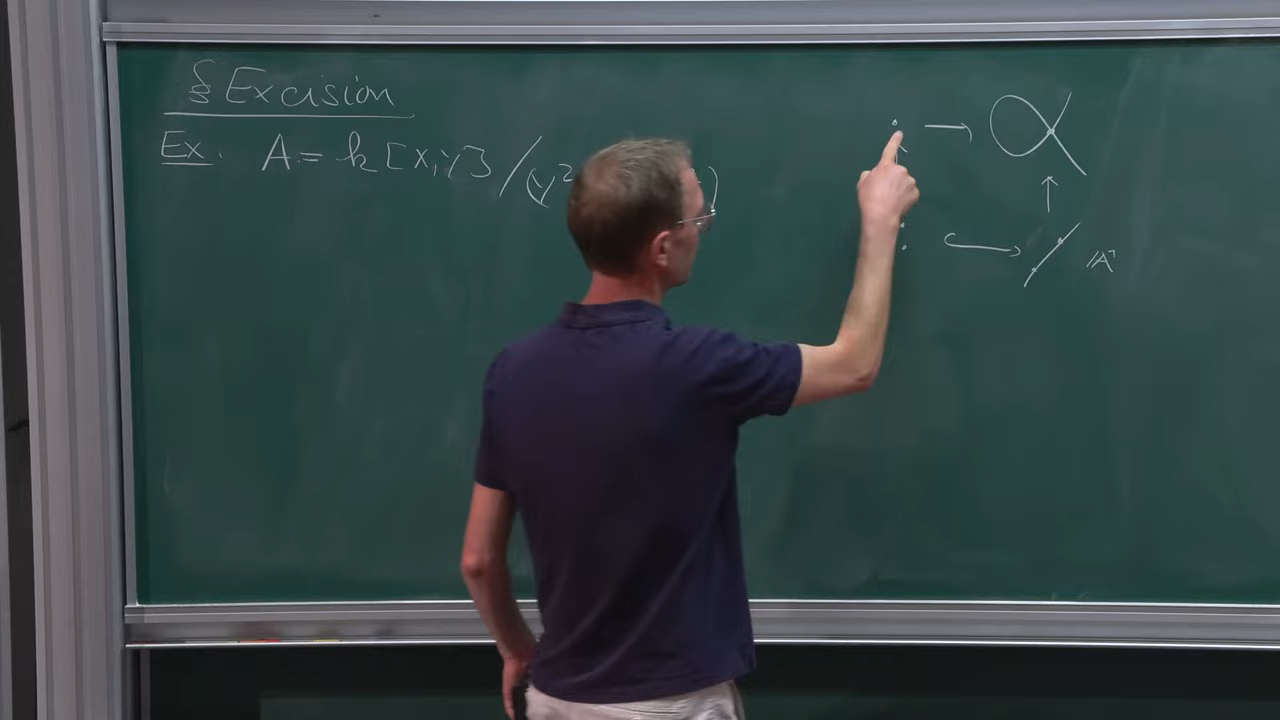 § Excision
Ex. A = k[x,y]/(y²
)
𝔸¹